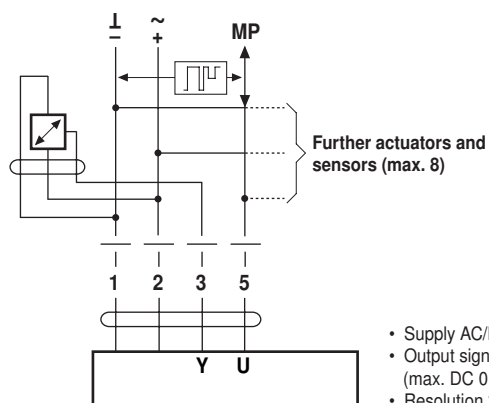 ⊥ ~ MP
– +
Further actuators and
sensors (max. 8)
1 2 3 5
Y U
• Supply AC/
• Output sign
(max. DC 0
• Resolution